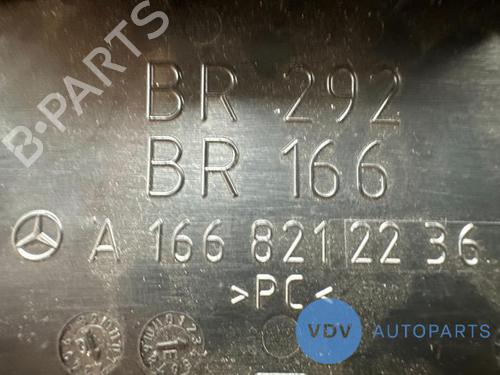 BR 292
B-PARTS
BR 166
A 166 821 22 36
>PC<
VDV AUTOPARTS